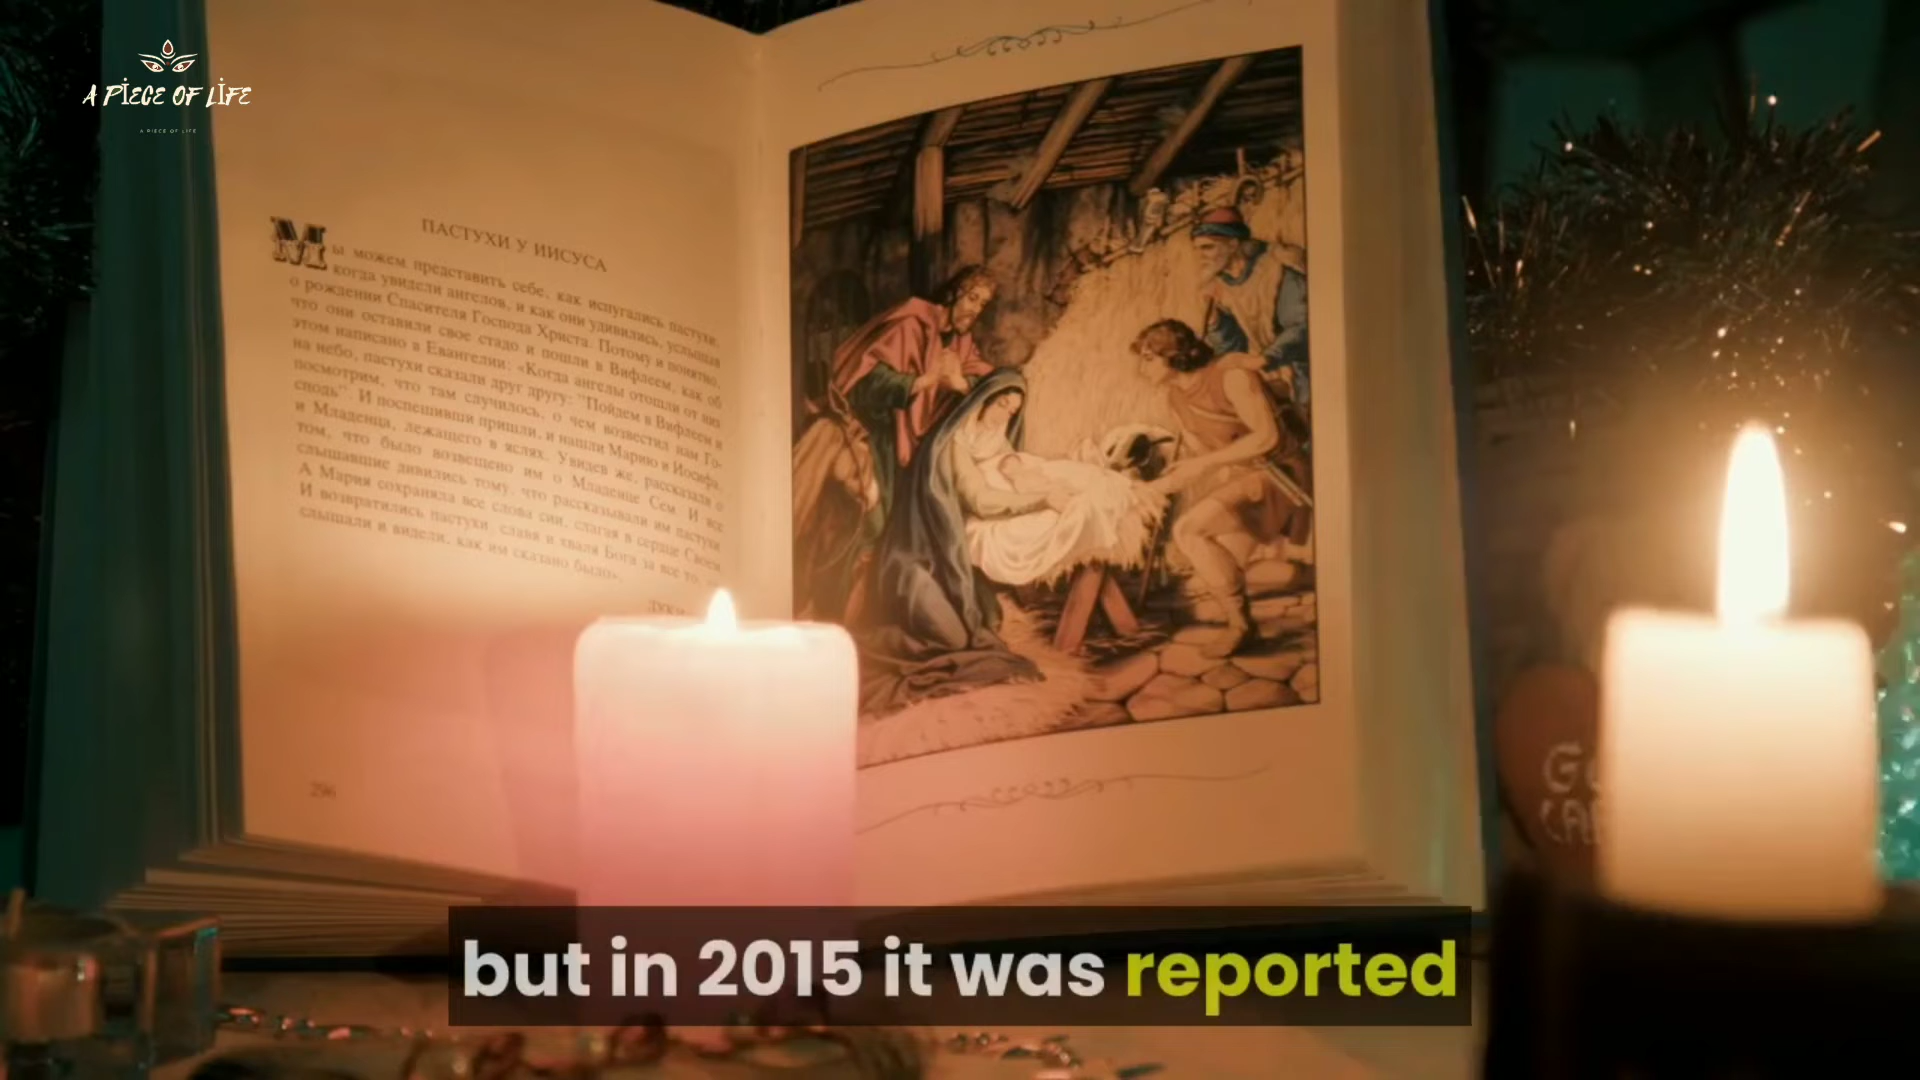 A PIECE OF LIFE
A PIECE OF LIFE
ПАСТУХИ У ИИСУСА
Мы можем представить себе, как испугались пастухи,
когда увидели ангелов, и как они удивились, услышав
о рождении Спасителя Господа Христа. Потому и понятно,
что они оставили свое стадо и пошли в Вифлеем, как об
этом написано в Евангелии: «Когда ангелы отошли от них
на небо, пастухи сказали друг другу: "Пойдем в Вифлеем и
посмотрим, что там случилось, о чем возвестил нам Го-
сподь". И поспешивши пришли, и нашли Марию и Иосифа,
и Младенца, лежащего в яслях. Увидев же, рассказали о
том, что было возвещено им о Младенце Сем. И все
слышавшие дивились тому, что рассказывали им пастухи
А Мария сохраняла все слова сии, слагая в сердце Своем
И возвратились пастухи, славя и хваля Бога за все то,
слышали и видели, как им сказано было».
ЛУКИ
296
but in 2015 it was reported